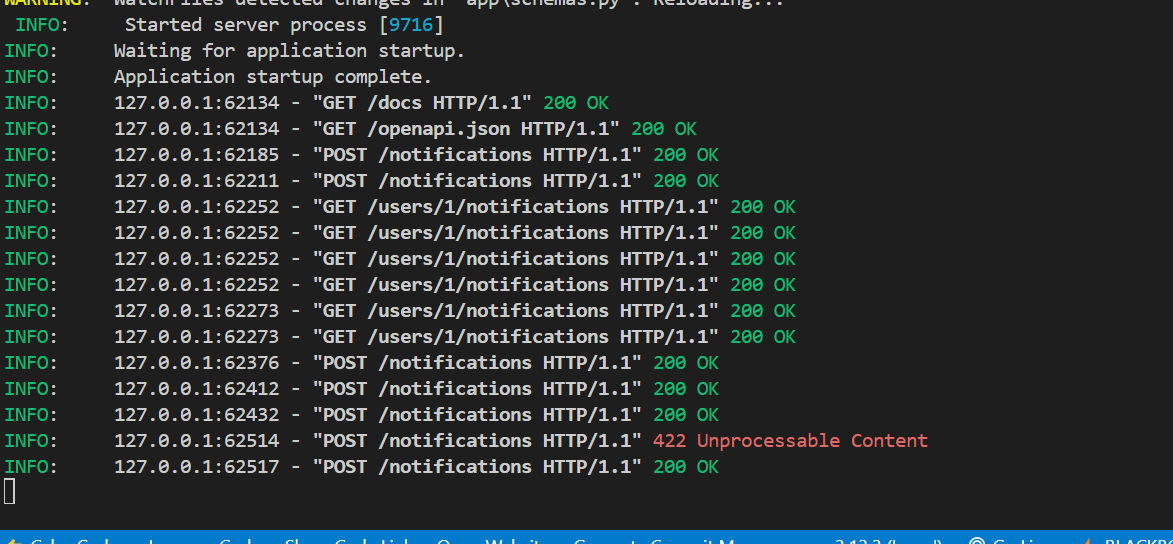 WARNING: WatchFiles detected changes in 'app\schemas.py'. Reloading...
INFO: Started server process [9716]
INFO: Waiting for application startup.
INFO: Application startup complete.
INFO: 127.0.0.1:62134 - "GET /docs HTTP/1.1" 200 OK
INFO: 127.0.0.1:62134 - "GET /openapi.json HTTP/1.1" 200 OK
INFO: 127.0.0.1:62185 - "POST /notifications HTTP/1.1" 200 OK
INFO: 127.0.0.1:62211 - "POST /notifications HTTP/1.1" 200 OK
INFO: 127.0.0.1:62252 - "GET /users/1/notifications HTTP/1.1" 200 OK
INFO: 127.0.0.1:62252 - "GET /users/1/notifications HTTP/1.1" 200 OK
INFO: 127.0.0.1:62252 - "GET /users/1/notifications HTTP/1.1" 200 OK
INFO: 127.0.0.1:62252 - "GET /users/1/notifications HTTP/1.1" 200 OK
INFO: 127.0.0.1:62273 - "GET /users/1/notifications HTTP/1.1" 200 OK
INFO: 127.0.0.1:62273 - "GET /users/1/notifications HTTP/1.1" 200 OK
INFO: 127.0.0.1:62376 - "POST /notifications HTTP/1.1" 200 OK
INFO: 127.0.0.1:62412 - "POST /notifications HTTP/1.1" 200 OK
INFO: 127.0.0.1:62432 - "POST /notifications HTTP/1.1" 200 OK
INFO: 127.0.0.1:62514 - "POST /notifications HTTP/1.1" 422 Unprocessable Content
INFO: 127.0.0.1:62517 - "POST /notifications HTTP/1.1" 200 OK